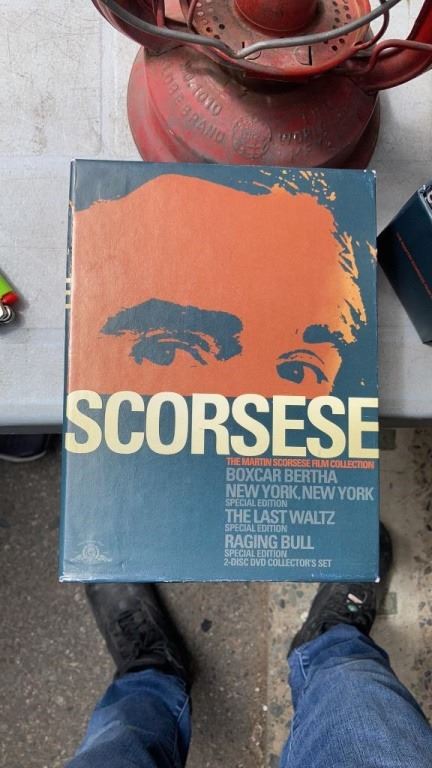 SCORSESE
THE MARTIN SCORSESE FILM COLLECTION
BOXCAR BERTHA
NEW YORK, NEW YORK
SPECIAL EDITION
THE LAST WALTZ
SPECIAL EDITION
RAGING BULL
SPECIAL EDITION
2-DISC DVD COLLECTOR'S SET